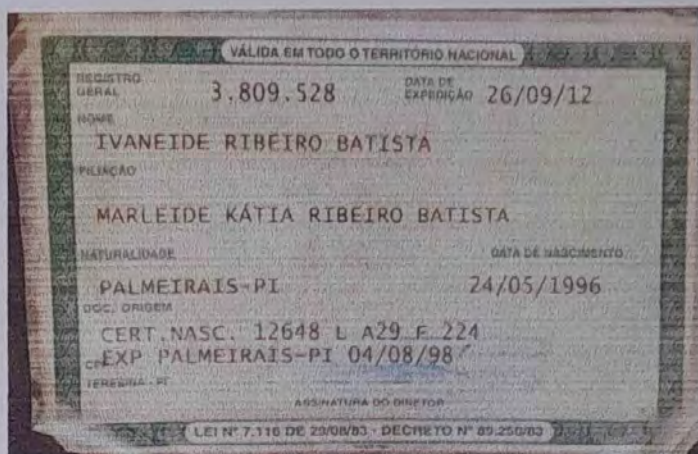 VÁLIDA EM TODO O TERRITÓRIO NACIONAL
REGISTRO GERAL 3.809.528 DATA DE EXPEDIÇÃO 26/09/12
NOME
IVANEIDE RIBEIRO BATISTA
FILIAÇÃO
MARLEIDE KÁTIA RIBEIRO BATISTA
NATURALIDADE DATA DE NASCIMENTO
PALMEIRAIS-PI 24/05/1996
DOC. ORIGEM
CERT.NASC. 12648 L A29 F 224
EXP PALMEIRAIS-PI 04/08/98
CPF
TERESINA - PI
ASSINATURA DO DIRETOR
LEI Nº 7.116 DE 29/08/83 - DECRETO Nº 89.250/83